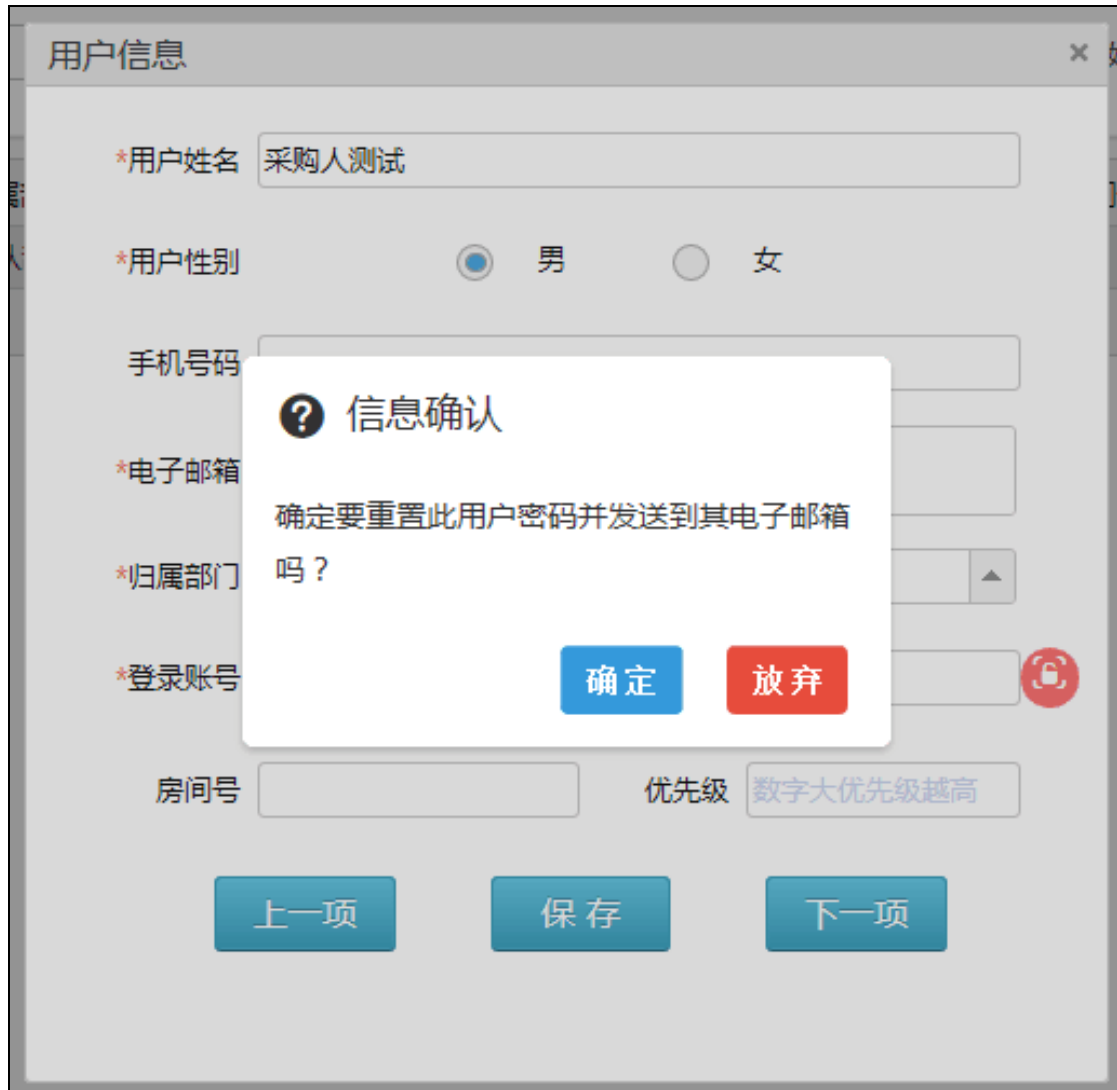 用户信息
*用户姓名 采购人测试
*用户性别 男 女
手机号码
信息确认
*电子邮箱
确定要重置此用户密码并发送到其电子邮箱
吗？
*归属部门
*登录账号
确定 放弃
房间号 优先级 数字大优先级越高
上一项 保存 下一项